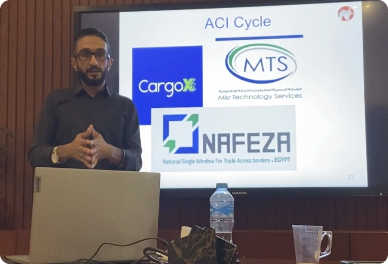 ACI Cycle
CargoX
MTS
Misr Technology Services
NAFEZA
National Single Window For Trade Across borders - EGYPT